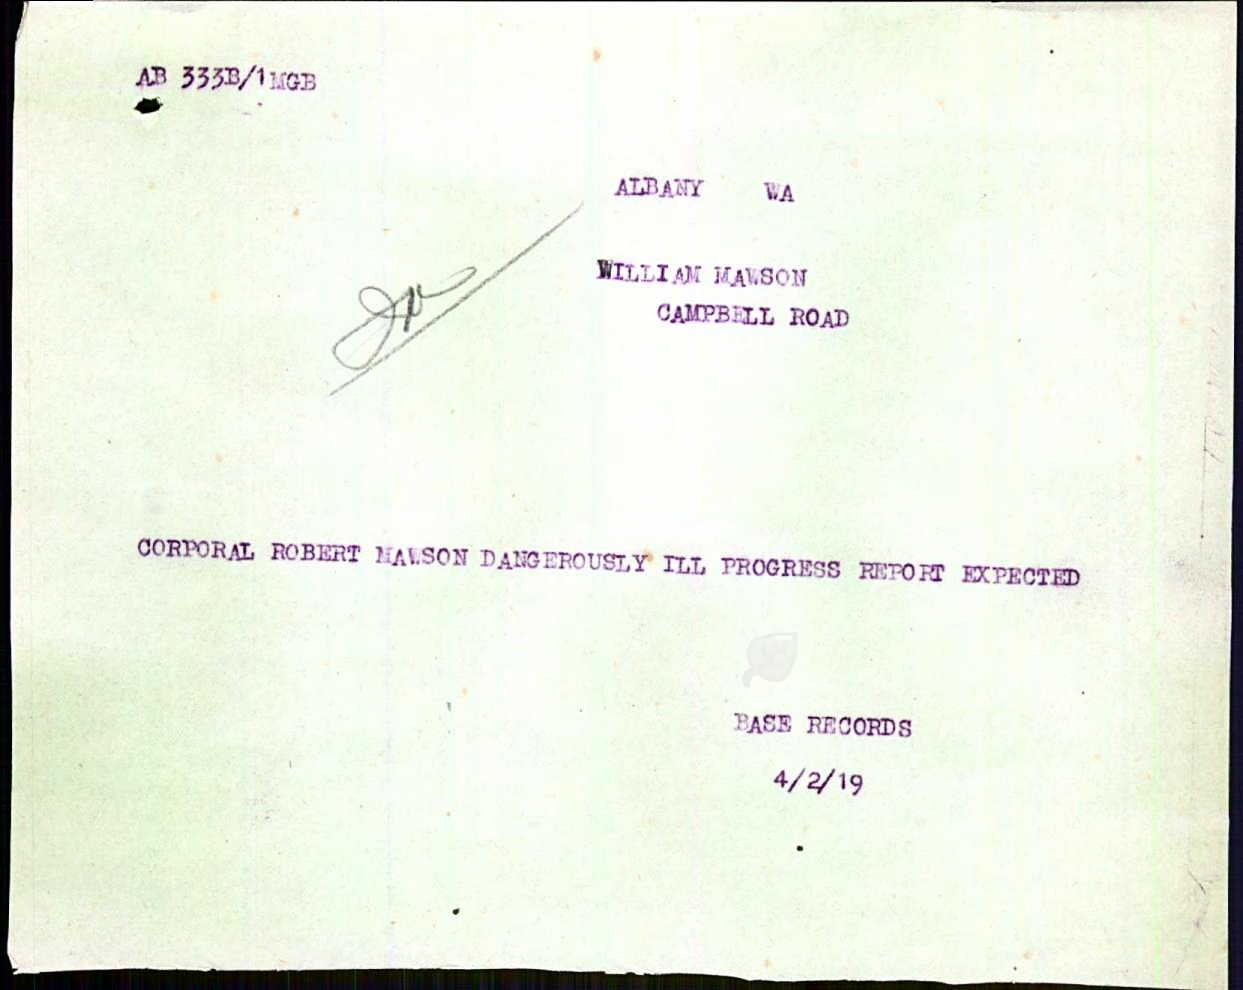 AB 333B/1MGB
ALBANY WA
WILLIAM MAWSON
CAMPBELL ROAD
CORPORAL ROBERT MAWSON DANGEROUSLY ILL PROGRESS REPORT EXPECTED
BASE RECORDS
4/2/19